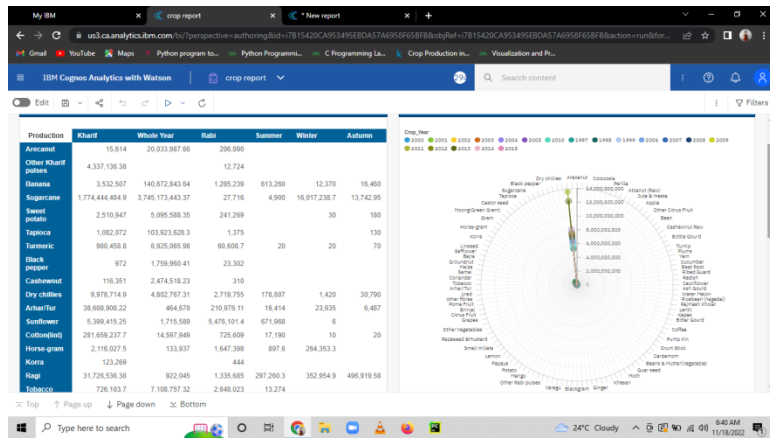 My IBM
crop report
* New report
us3.ca.analytics.ibm.com/bi/?perspective=authoring&id=i7B15420CA953495EBDA57A6958F65BFB&objRef=i7B15420CA953495EBDA57A6958F65BFB&action=run&for...
Gmail
YouTube
Maps
Python program to...
Python Programmi...
C Programming La...
Crop Production in...
Visualization and Pr...
IBM Cognos Analytics with Watson
crop report
Search content
Edit
Filters
Production Kharif Whole Year Rabi Summer Winter Autumn
Arecanut 15,614 20,033,987.66 296,990
Other Kharif pulses 4,337,136.38 12,724
Banana 3,532,507 140,672,843.64 1,285,239 613,260 12,370 16,460
Sugarcane 1,774,444,484.9 3,745,173,443.37 27,716 4,990 16,017,238.7 13,742.95
Sweet potato 2,510,947 5,095,588.35 241,269 30 180
Tapioca 1,082,072 103,923,628.3 1,375 130
Turmeric 980,458.8 8,925,065.98 60,608.7 20 20 70
Black pepper 972 1,759,960.41 23,302
Cashewnut 116,351 2,474,518.23 310
Dry chillies 9,978,714.9 4,802,767.31 2,719,755 178,887 1,420 30,790
Arhar/Tur 38,608,908.22 464,670 210,976.11 16,414 23,935 6,487
Sunflower 5,399,415.25 1,715,589 5,476,101.4 671,968 6
Cotton(lint) 281,659,237.7 14,597,949 725,609 17,190 10 20
Horse-gram 2,116,027.5 133,937 1,647,398 897.6 264,353.3
Korra 123,269 444
Ragi 31,726,536.38 922,045 1,335,685 297,260.3 352,954.9 496,919.58
Tobacco 726,103.7 7,108,757.32 2,648,023 13,274
Crop_Year
2000 2001 2002 2003 2004 2005 2010 1997 1998 1999 2006 2007 2008 2009
2011 2012 2013 2014 2015
Dry chillies
Arecanut
Colocosia
Black pepper
Perilla
Sugarcane
14,000,000,000
Atcanut (Raw)
Tapioca
Jute & mesta
Castor seed
12,000,000,000
Apple
Moong(Green Gram)
Other Citrus Fruit
Gram
10,000,000,000
Bean
Horse-gram
8,000,000,000
Cashewnut Raw
Korra
Bottle Gourd
6,000,000,000
Linseed
Turnip
Safflower
Plums
Bajra
4,000,000,000
Yam
Groundnut
Cucumber
Maize
Beet Root
Samai
2,000,000,000
Ribed Guard
Coriander
Redish
Tobacco
Cauliflower
Arhar/Tur
0
Ash Gourd
Urad
Water Melon
other fibres
Ricebean (nagadal)
Pome Fruit
Rajmash Kholar
Brinjal
Lentil
Citrus Fruit
Kapas
Grapes
Bitter Gourd
Other Vegetables
Coffee
Rapeseed &Mustard
Pump Kin
Small millets
Drum Stick
Lemon
Cardamom
Papaya
Beans & Mutter(Vegetable)
Potato
Guar seed
Mango
Moth
Other Rabi pulses
Khesari
Varagu
Blackgram
Ginger
Top
Page up
Page down
Bottom
Type here to search
24°C Cloudy
6:40 AM
11/18/2022